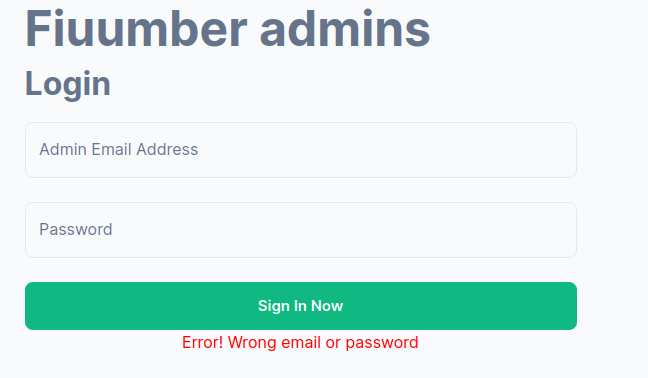 Fiuumber admins
Login
Admin Email Address
Password
Sign In Now
Error! Wrong email or password